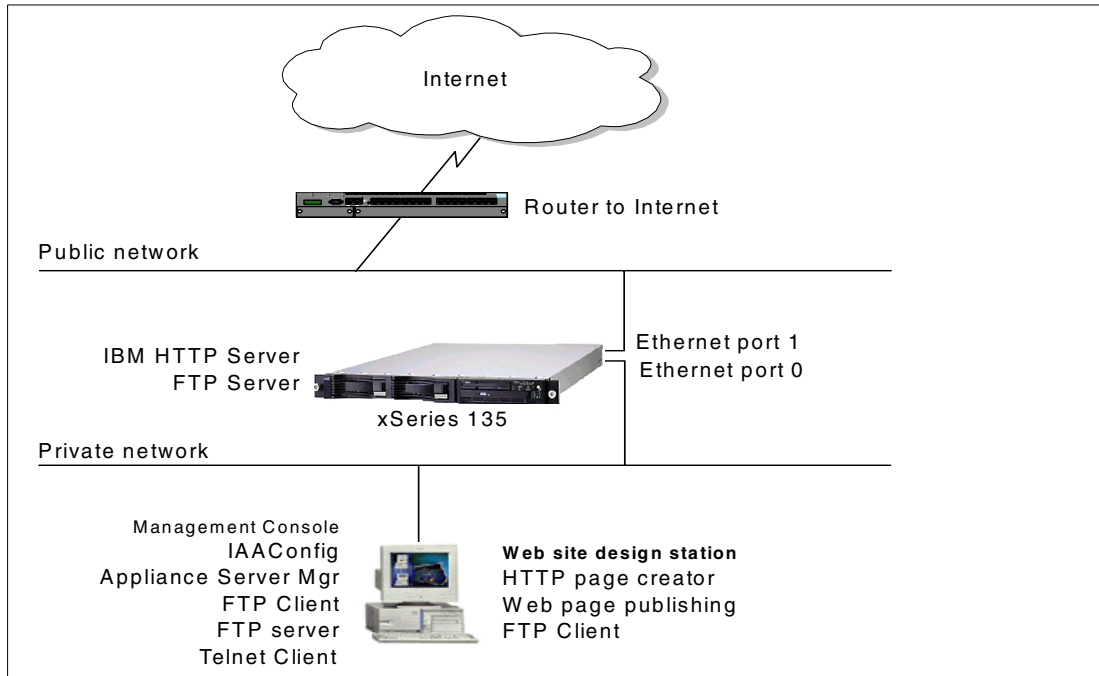 Internet
Router to Internet
Public network
IBM HTTP Server
FTP Server
Ethernet port 1
Ethernet port 0
xSeries 135
Private network
Management Console
IAAConfig
Appliance Server Mgr
FTP Client
FTP server
Telnet Client
Web site design station
HTTP page creator
Web page publishing
FTP Client